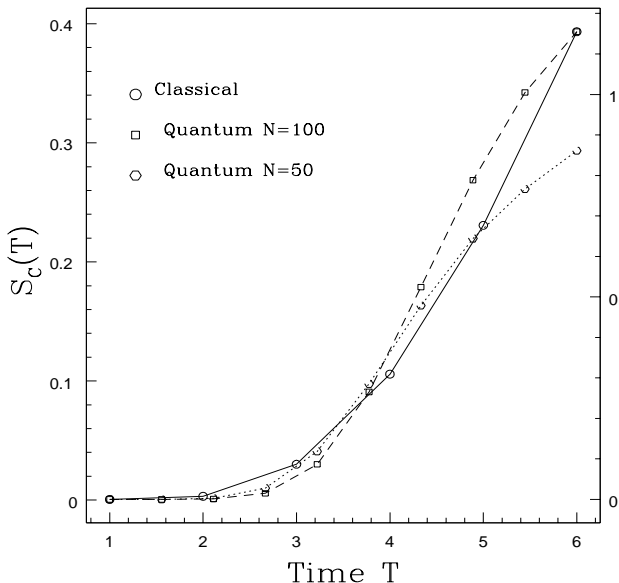 0.4
0.3
0.2
0.1
0
S_C(T)
Classical
Quantum N=100
Quantum N=50
1
0
0
1 2 3 4 5 6
Time T